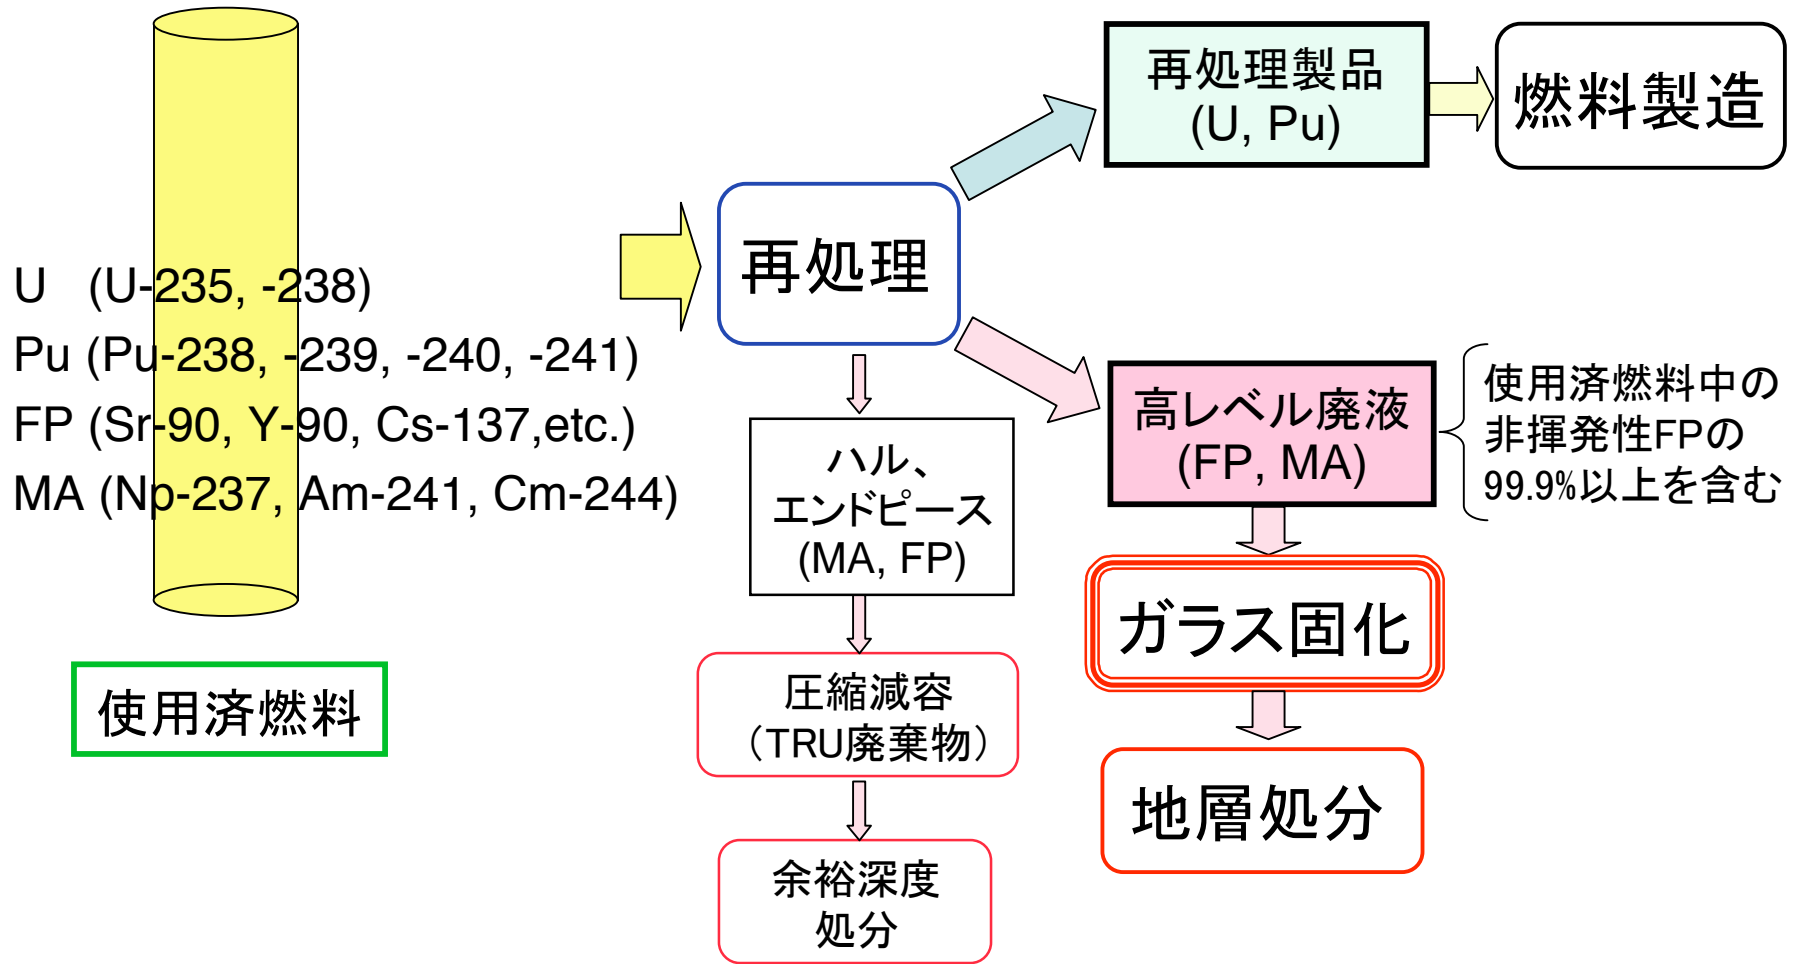 U (U-235, -238)
Pu (Pu-238, -239, -240, -241)
FP (Sr-90, Y-90, Cs-137,etc.)
MA (Np-237, Am-241, Cm-244)
使用済燃料
再処理
再処理製品
(U, Pu)
燃料製造
ハル、
エンドピース
(MA, FP)
圧縮減容
（TRU廃棄物）
余裕深度
処分
高レベル廃液
(FP, MA)
使用済燃料中の
非揮発性FPの
99.9%以上を含む
ガラス固化
地層処分